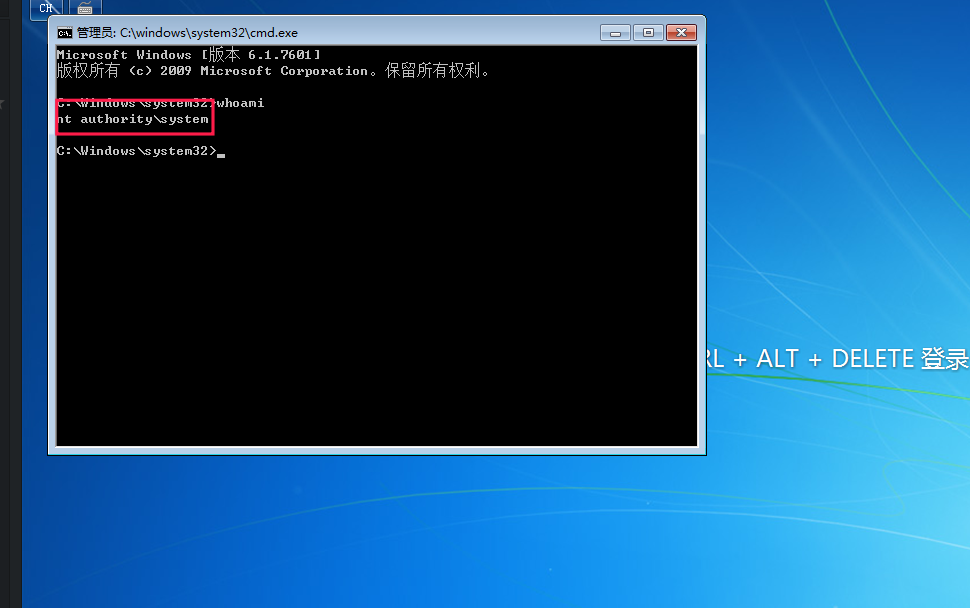 CH
管理员: C:\windows\system32\cmd.exe
Microsoft Windows [版本 6.1.7601]
版权所有 (c) 2009 Microsoft Corporation。保留所有权利。
C:\Windows\system32>whoami
nt authority\system
C:\Windows\system32>
RL + ALT + DELETE 登录